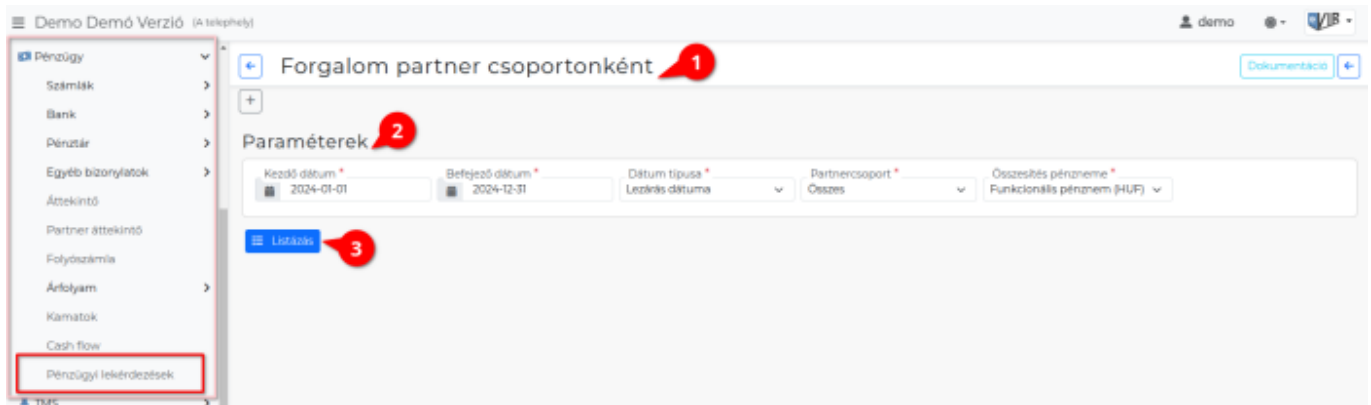 Demo Demó Verzió (A telephely)
demo
VIR
Pénzügy
Számlák
Bank
Pénztár
Egyéb bizonylatok
Áttekintő
Partner áttekintő
Folyószámla
Árfolyam
Kamatok
Cash flow
Pénzügyi lekérdezések
TMS
Forgalom partner csoportonként
1
Dokumentáció
Paraméterek
2
Kezdő dátum * Befejező dátum * Dátum típusa * Partnercsoport * Összesítés pénzneme *
2024-01-01 2024-12-31 Lezárás dátuma Összes Funkcionális pénznem (HUF)
Listázás
3